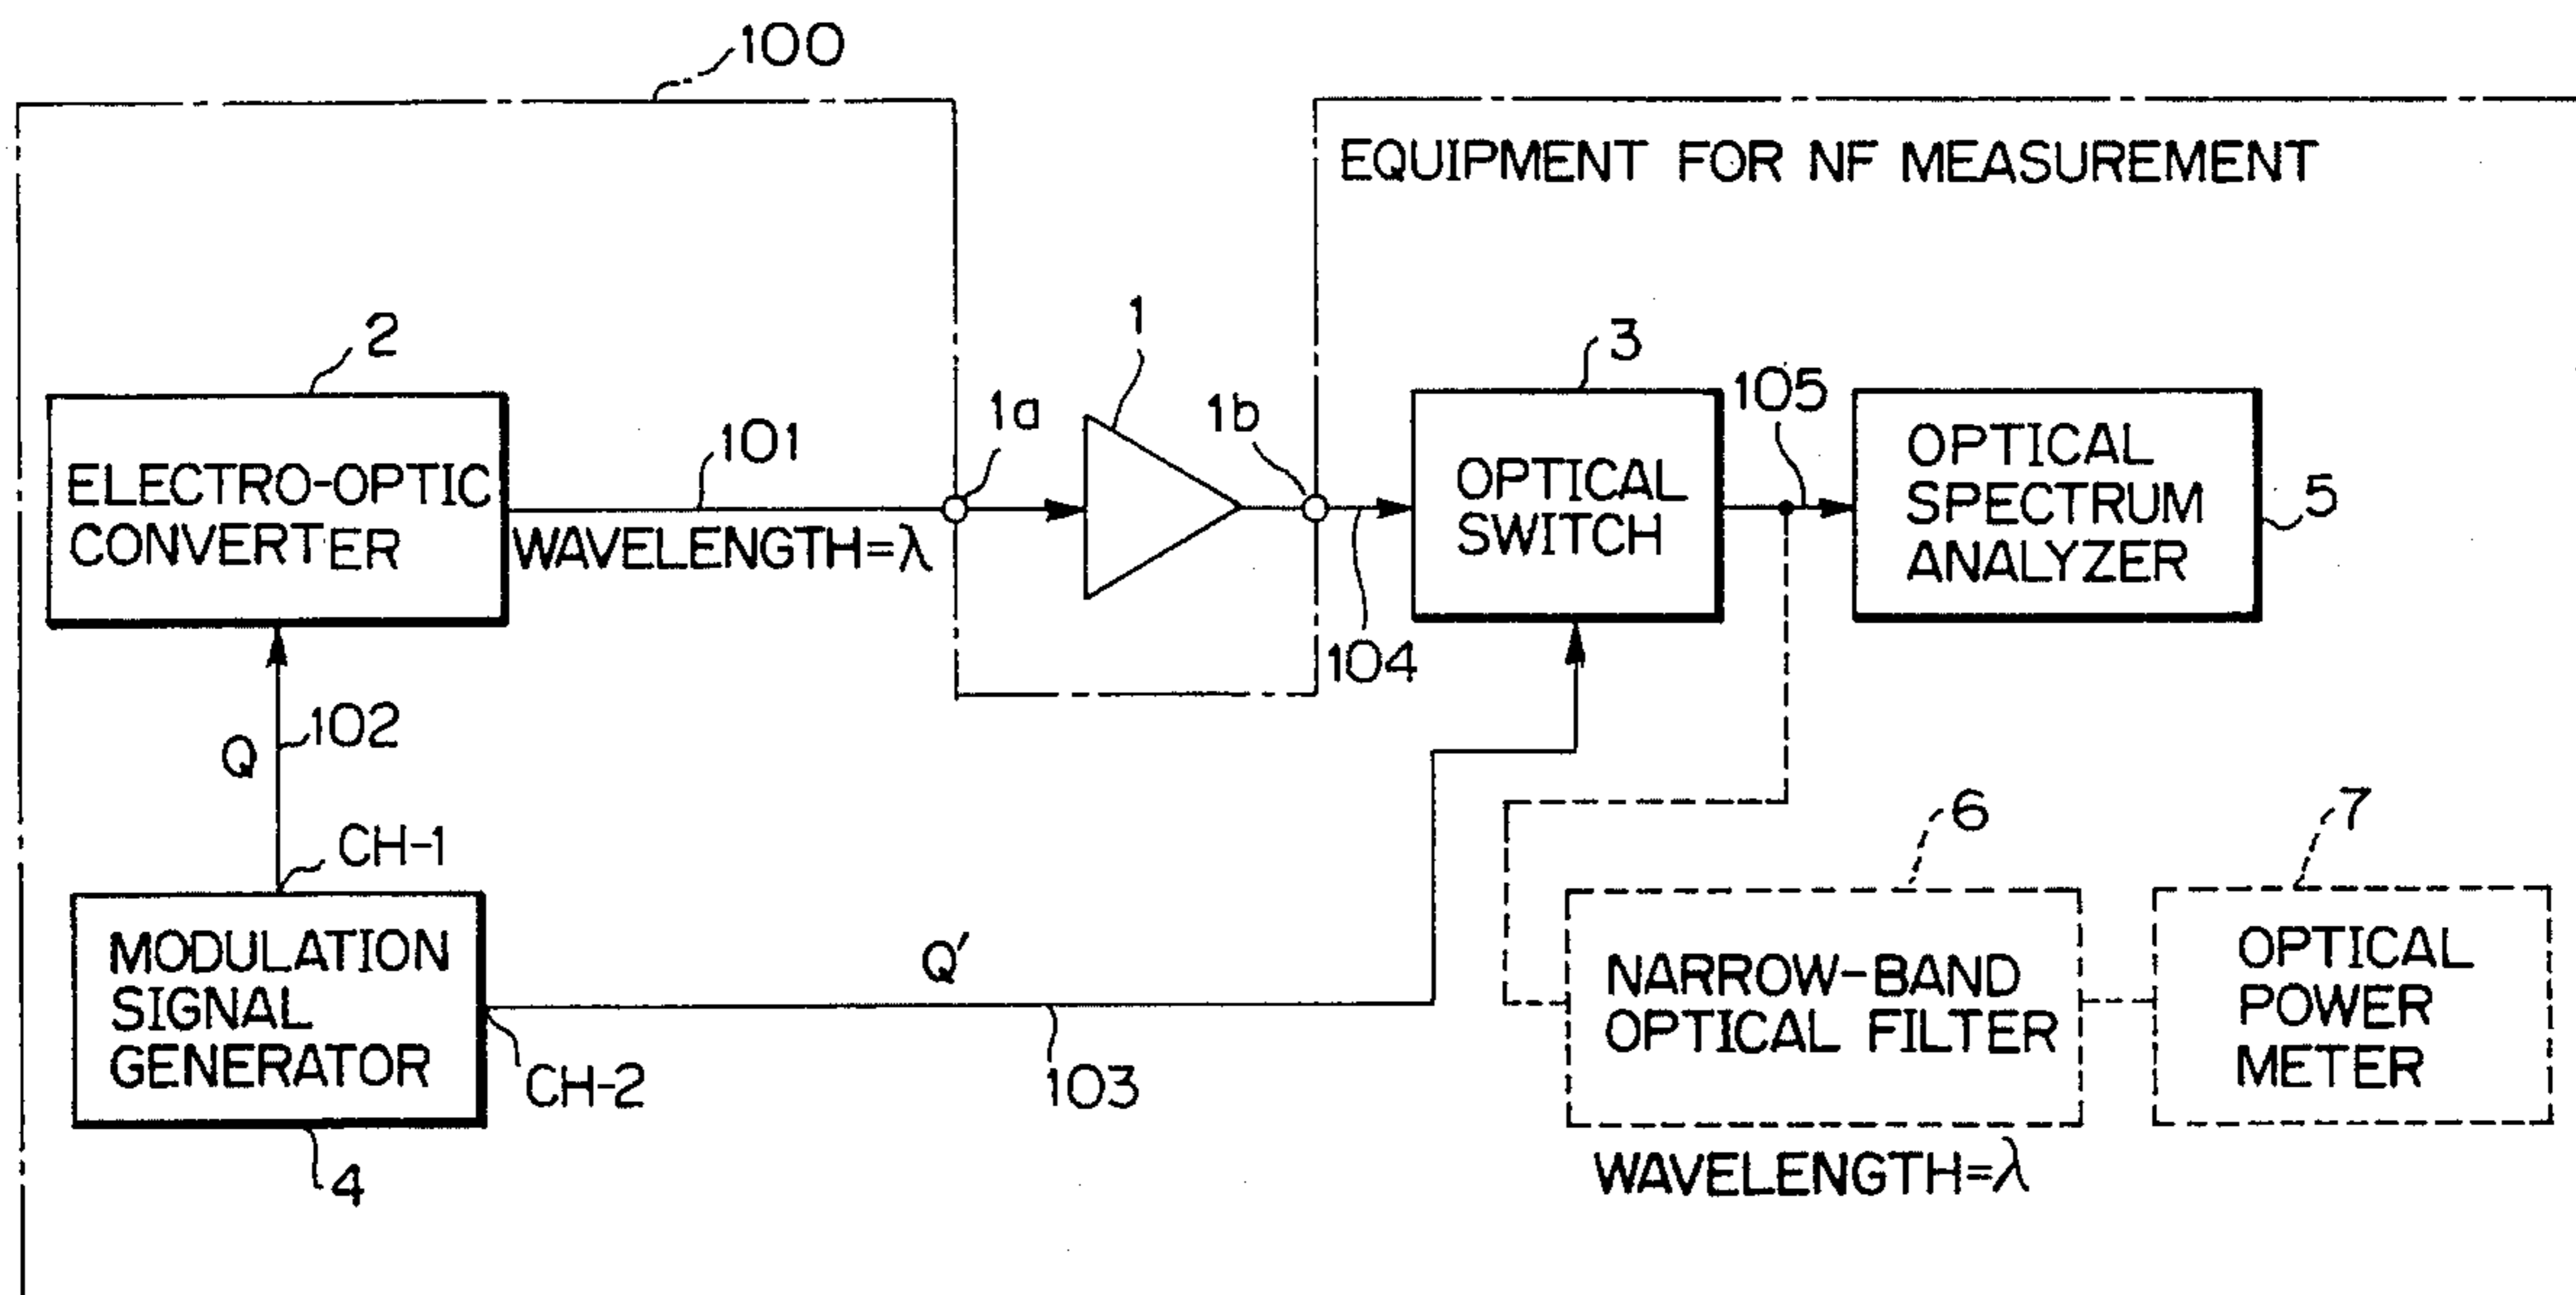 100
EQUIPMENT FOR NF MEASUREMENT
2
ELECTRO-OPTIC
CONVERTER
101
WAVELENGTH=λ
1a
1
1b
104
3
OPTICAL
SWITCH
105
OPTICAL
SPECTRUM
ANALYZER
5
Q
102
CH-1
MODULATION
SIGNAL
GENERATOR
4
CH-2
Q'
103
6
NARROW-BAND
OPTICAL FILTER
WAVELENGTH=λ
7
OPTICAL
POWER
METER